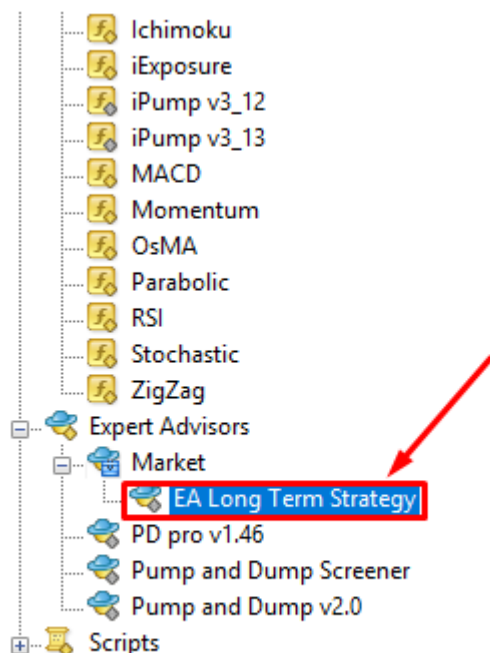 Ichimoku
iExposure
iPump v3_12
iPump v3_13
MACD
Momentum
OsMA
Parabolic
RSI
Stochastic
ZigZag
Expert Advisors
Market
EA Long Term Strategy
PD pro v1.46
Pump and Dump Screener
Pump and Dump v2.0
Scripts